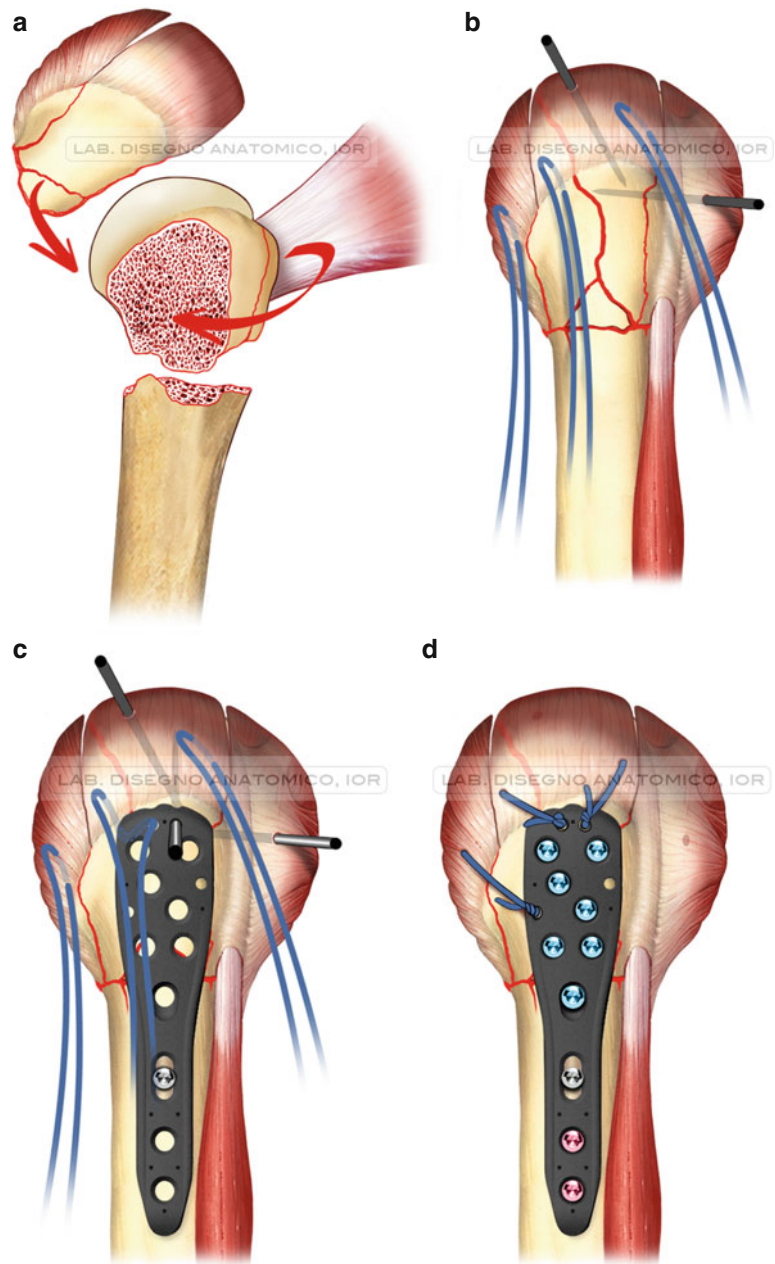 a
b
LAB. DISEGNO ANATOMICO, IOR
LAB. DISEGNO ANATOMICO, IOR
c
d
LAB. DISEGNO ANATOMICO, IOR
LAB. DISEGNO ANATOMICO, IOR